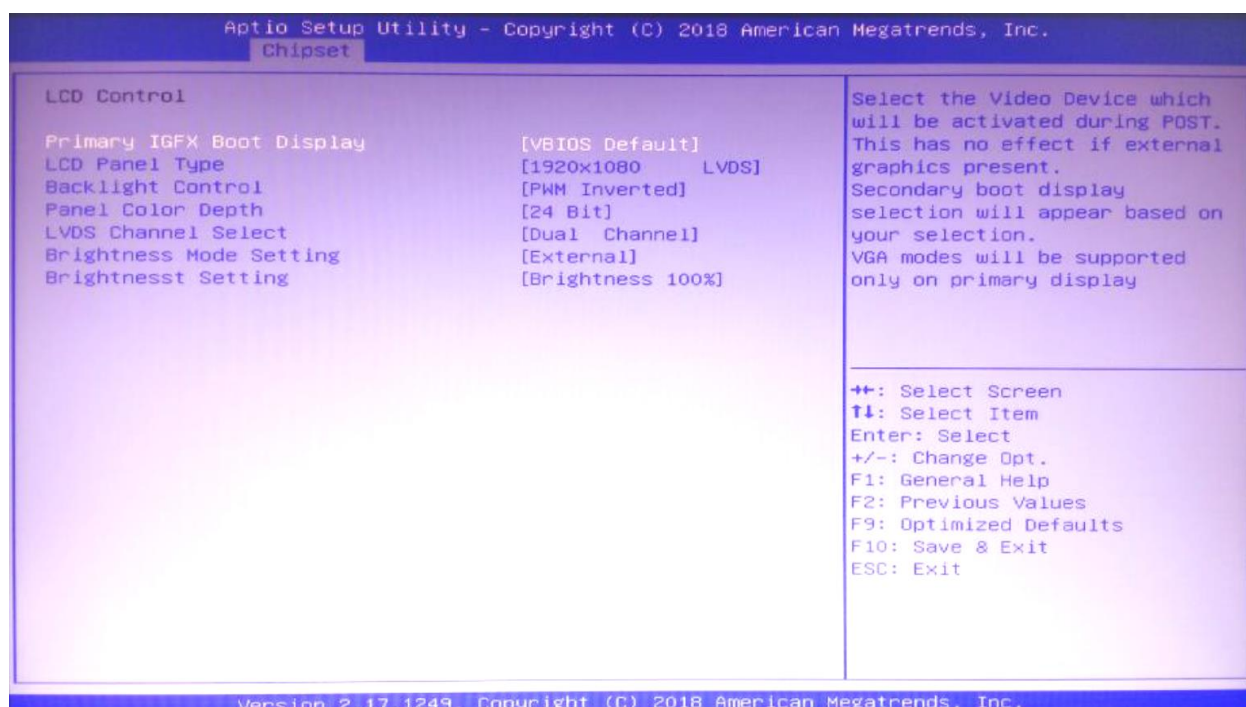 Aptio Setup Utility - Copyright (C) 2018 American Megatrends, Inc.
Chipset
LCD Control
Primary IGFX Boot Display [VBIOS Default]
LCD Panel Type [1920x1080 LVDS]
Backlight Control [PWM Inverted]
Panel Color Depth [24 Bit]
LVDS Channel Select [Dual Channel]
Brightness Mode Setting [External]
Brightnesst Setting [Brightness 100%]
Select the Video Device which
will be activated during POST.
This has no effect if external
graphics present.
Secondary boot display
selection will appear based on
your selection.
VGA modes will be supported
only on primary display
→←: Select Screen
↑↓: Select Item
Enter: Select
+/-: Change Opt.
F1: General Help
F2: Previous Values
F9: Optimized Defaults
F10: Save & Exit
ESC: Exit
Version 2.17.1249. Copyright (C) 2018 American Megatrends, Inc.